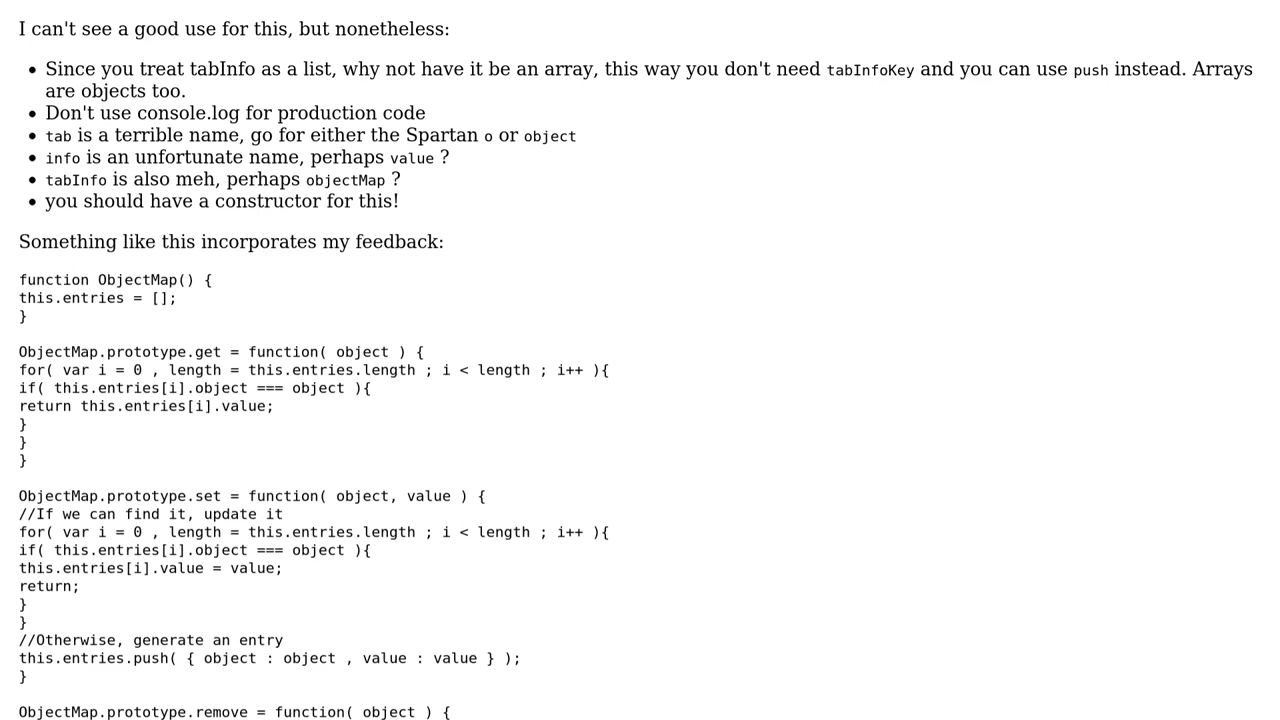 I can't see a good use for this, but nonetheless:
• Since you treat tabInfo as a list, why not have it be an array, this way you don't need tabInfoKey and you can use push instead. Arrays
are objects too.
• Don't use console.log for production code
• tab is a terrible name, go for either the Spartan o or object
• info is an unfortunate name, perhaps value ?
• tabInfo is also meh, perhaps objectMap ?
• you should have a constructor for this!
Something like this incorporates my feedback:
function ObjectMap() {
this.entries = [];
}
ObjectMap.prototype.get = function( object ) {
for( var i = 0 , length = this.entries.length ; i < length ; i++ ){
if( this.entries[i].object === object ){
return this.entries[i].value;
}
}
}
ObjectMap.prototype.set = function( object, value ) {
//If we can find it, update it
for( var i = 0 , length = this.entries.length ; i < length ; i++ ){
if( this.entries[i].object === object ){
this.entries[i].value = value;
return;
}
}
//Otherwise, generate an entry
this.entries.push( { object : object , value : value } );
}
ObjectMap.prototype.remove = function( object ) {